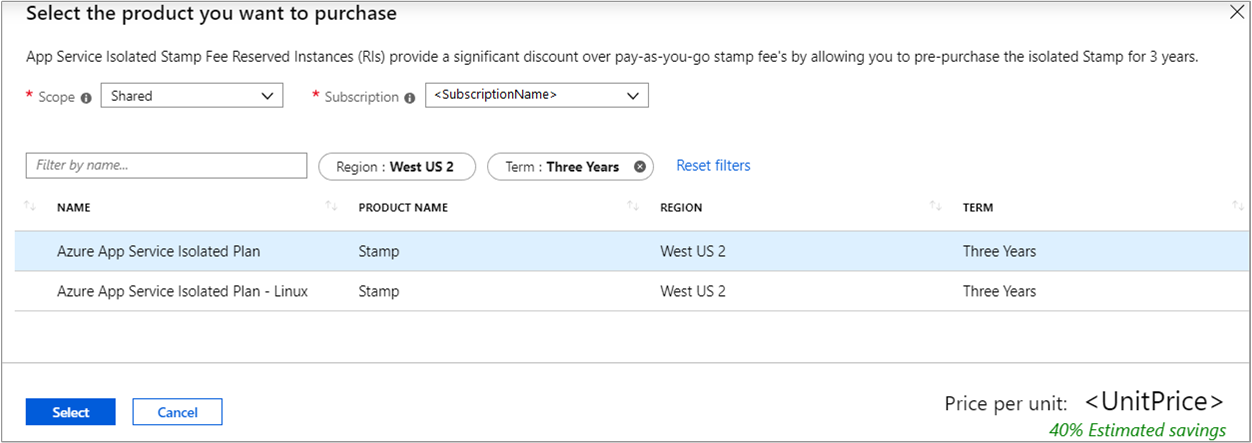 Select the product you want to purchase
App Service Isolated Stamp Fee Reserved Instances (RIs) provide a significant discount over pay-as-you-go stamp fee's by allowing you to pre-purchase the isolated Stamp for 3 years.
* Scope Shared * Subscription <SubscriptionName>
Filter by name... Region : West US 2 Term : Three Years Reset filters
NAME PRODUCT NAME REGION TERM
Azure App Service Isolated Plan Stamp West US 2 Three Years
Azure App Service Isolated Plan - Linux Stamp West US 2 Three Years
Select Cancel Price per unit: <UnitPrice>
40% Estimated savings